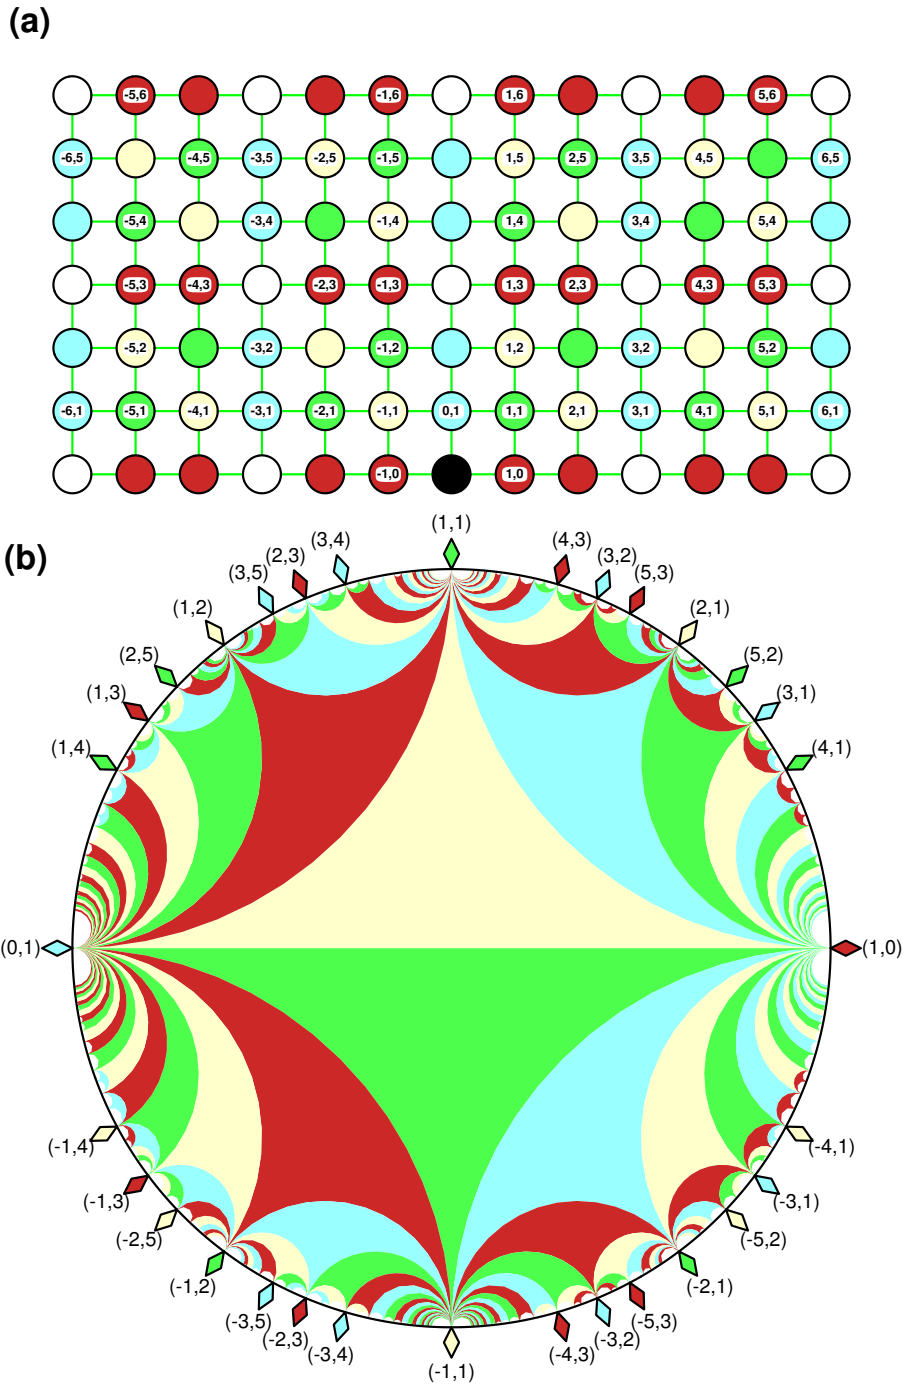 (a)
-5,6 -1,6 1,6 5,6
-6,5 -4,5 -3,5 -2,5 -1,5 1,5 2,5 3,5 4,5 6,5
-5,4 -3,4 -1,4 1,4 3,4 5,4
-5,3 -4,3 -2,3 -1,3 1,3 2,3 4,3 5,3
-5,2 -3,2 -1,2 1,2 3,2 5,2
-6,1 -5,1 -4,1 -3,1 -2,1 -1,1 0,1 1,1 2,1 3,1 4,1 5,1 6,1
-1,0 1,0
(b)
(1,1)
(3,4) (4,3)
(2,3) (3,2)
(3,5) (5,3)
(1,2) (2,1)
(2,5) (5,2)
(1,3) (3,1)
(1,4) (4,1)
(0,1) (1,0)
(-1,4) (-4,1)
(-1,3) (-3,1)
(-2,5) (-5,2)
(-1,2) (-2,1)
(-3,5) (-5,3)
(-2,3) (-3,2)
(-3,4) (-4,3)
(-1,1)